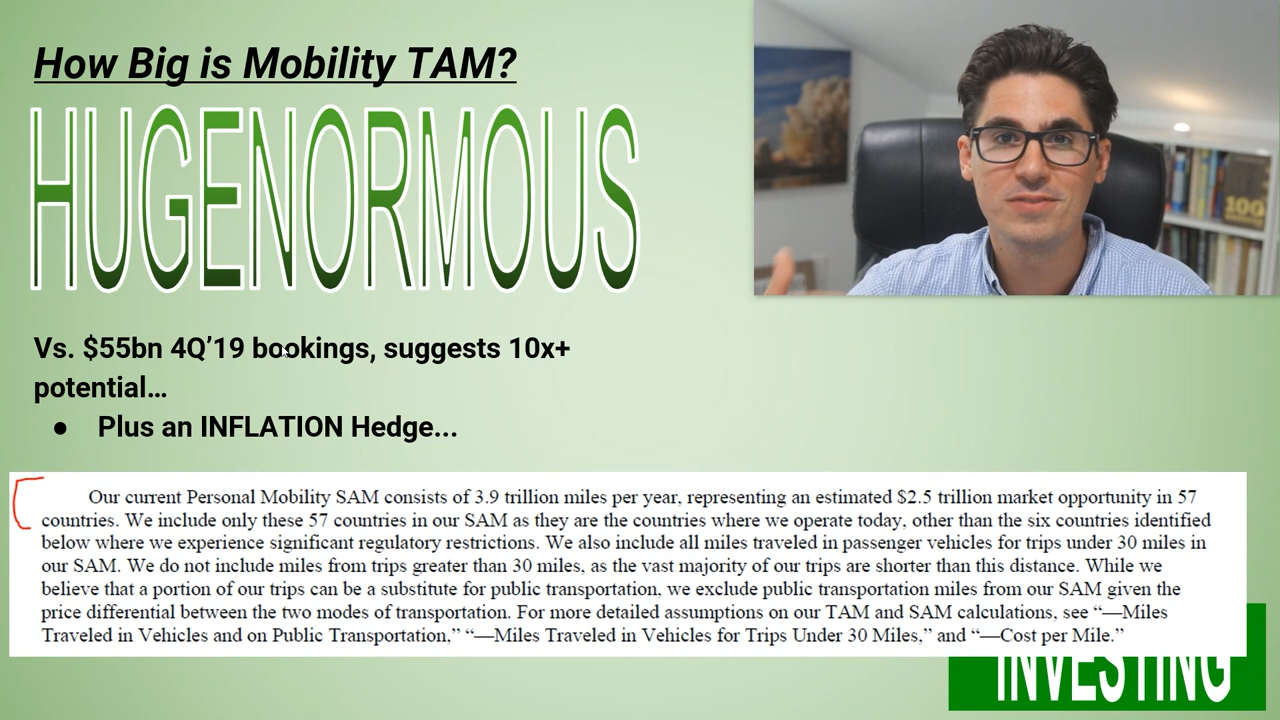 How Big is Mobility TAM?
HUGENORMOUS
Vs. $55bn 4Q’19 bookings, suggests 10x+
potential…
● Plus an INFLATION Hedge...
Our current Personal Mobility SAM consists of 3.9 trillion miles per year, representing an estimated $2.5 trillion market opportunity in 57
countries. We include only these 57 countries in our SAM as they are the countries where we operate today, other than the six countries identified
below where we experience significant regulatory restrictions. We also include all miles traveled in passenger vehicles for trips under 30 miles in
our SAM. We do not include miles from trips greater than 30 miles, as the vast majority of our trips are shorter than this distance. While we
believe that a portion of our trips can be a substitute for public transportation, we exclude public transportation miles from our SAM given the
price differential between the two modes of transportation. For more detailed assumptions on our TAM and SAM calculations, see “—Miles
Traveled in Vehicles and on Public Transportation,” “—Miles Traveled in Vehicles for Trips Under 30 Miles,” and “—Cost per Mile.”
INVESTING
100